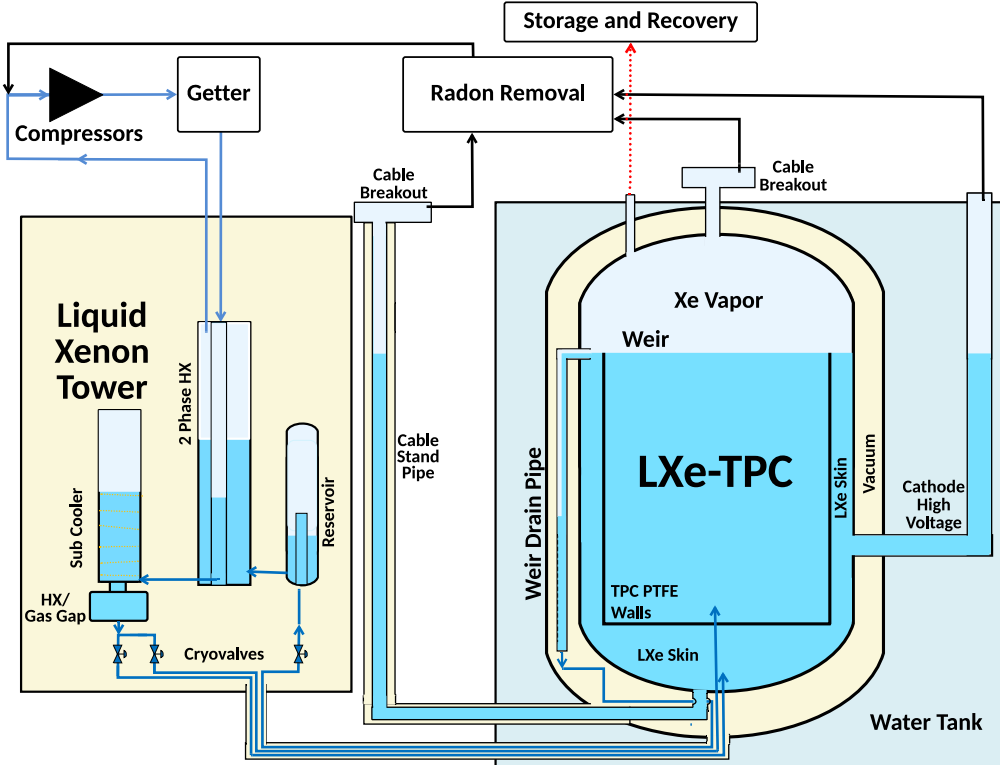 Storage and Recovery
Getter
Radon Removal
Compressors
Cable
Breakout
Cable
Breakout
Liquid
Xenon
Tower
Xe Vapor
Weir
2 Phase HX
Cable
Stand
Pipe
Weir Drain Pipe
LXe-TPC
LXe Skin
Vacuum
Cathode
High
Voltage
Sub Cooler
Reservoir
HX/
Gas Gap
TPC PTFE
Walls
Cryovalves
LXe Skin
Water Tank